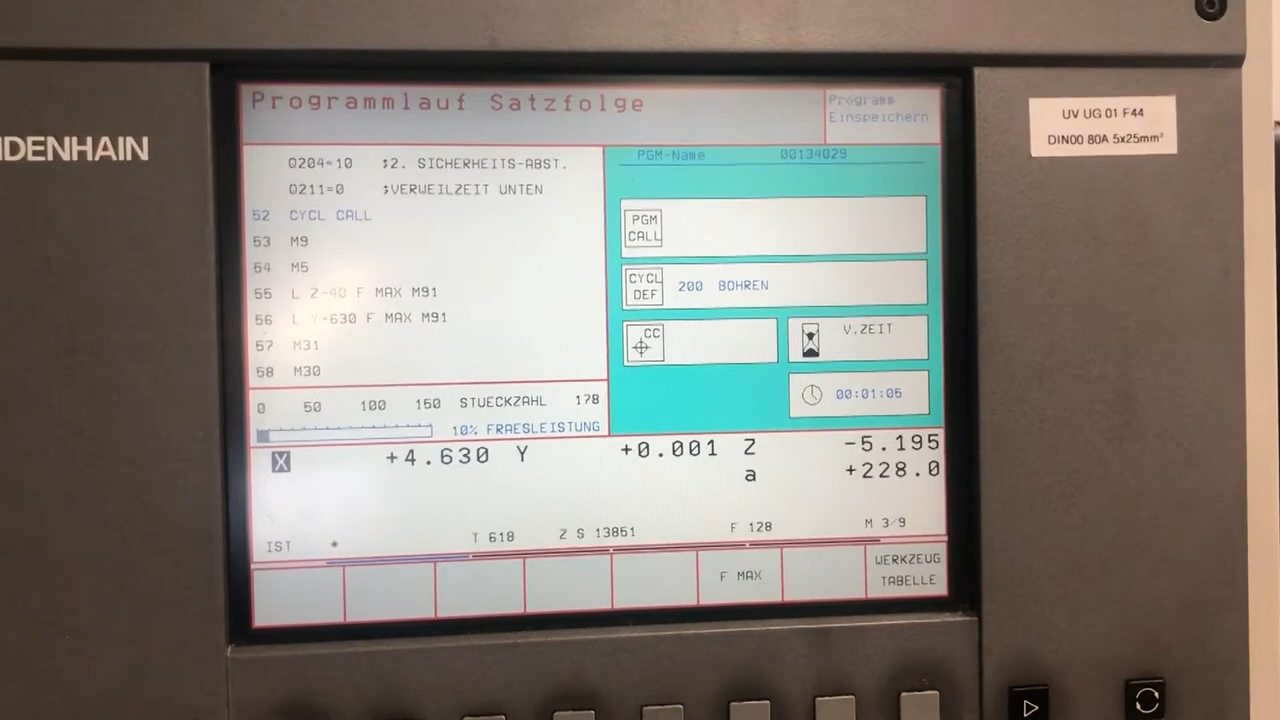 IDENHAIN
UV UG 01 F44
DIN00 80A 5x25mm²
Programmlauf Satzfolge
Programm
Einspeichern
Q204=10 ;2. SICHERHEITS-ABST.
Q211=0 ;VERWEILZEIT UNTEN
52 CYCL CALL
53 M9
54 M5
55 L Z-40 F MAX M91
56 L Y+630 F MAX M91
57 M31
58 M30
0 50 100 150 STUECKZAHL 178
10% FRAESLEISTUNG
PGM-Name 00134029
PGM
CALL
CYCL
DEF
200 BOHREN
CC
V.ZEIT
00:01:05
X +4.630 Y +0.001 Z -5.195
a +228.0
IST * T 618 Z S 13851 F 128 M 3/9
F MAX
WERKZEUG
TABELLE